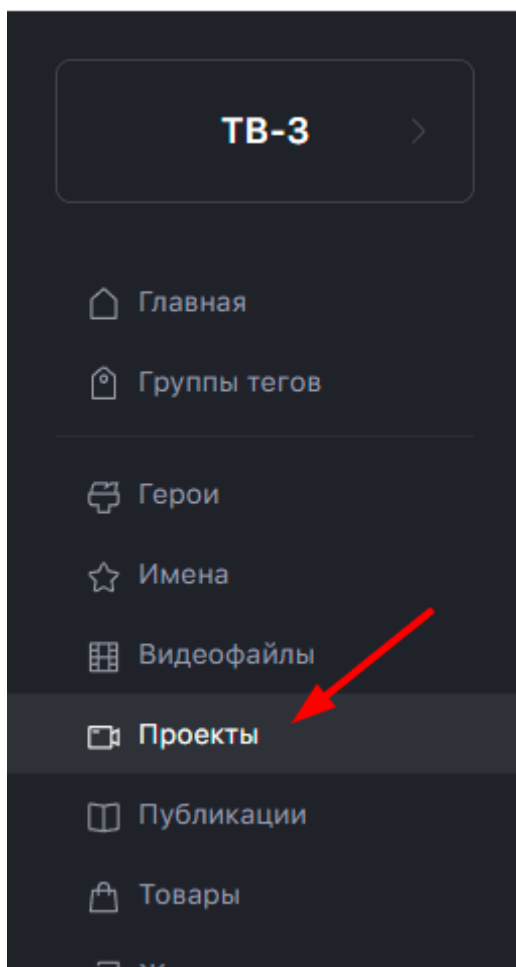 ТВ-3
Главная
Группы тегов
Герои
Имена
Видеофайлы
Проекты
Публикации
Товары